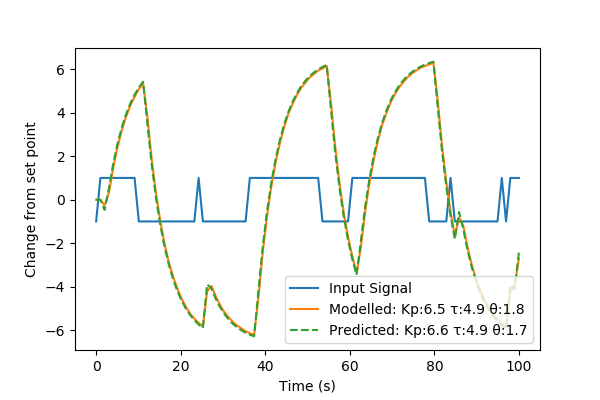 Change from set point
6
4
2
0
−2
−4
−6
Input Signal
Modelled: Kp:6.5 τ:4.9 θ:1.8
Predicted: Kp:6.6 τ:4.9 θ:1.7
0 20 40 60 80 100
Time (s)